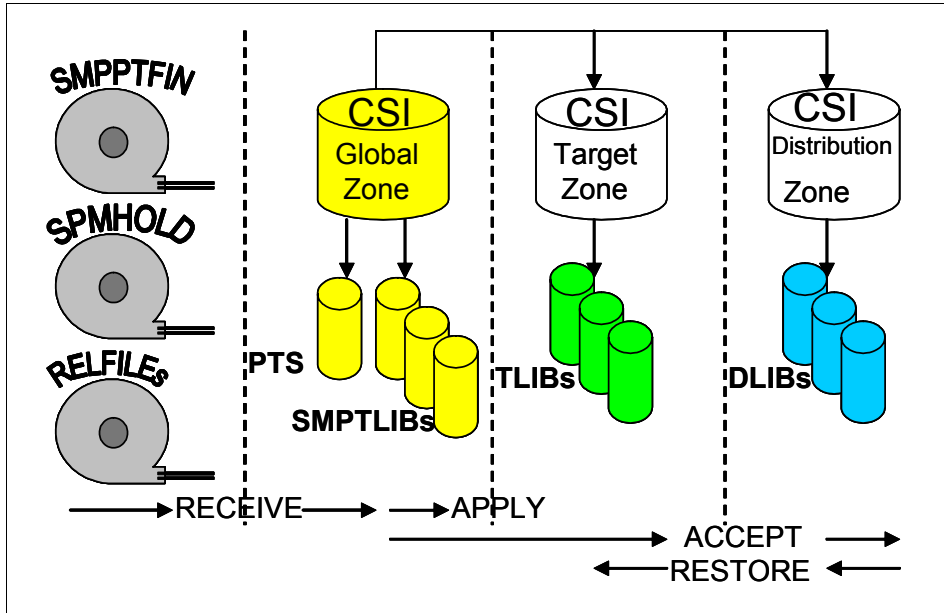 SMPPTFIN
SPMHOLD
RELFILEs
CSI
Global
Zone
PTS
SMPTLIBs
CSI
Target
Zone
TLIBs
CSI
Distribution
Zone
DLIBs
RECEIVE
APPLY
ACCEPT
RESTORE